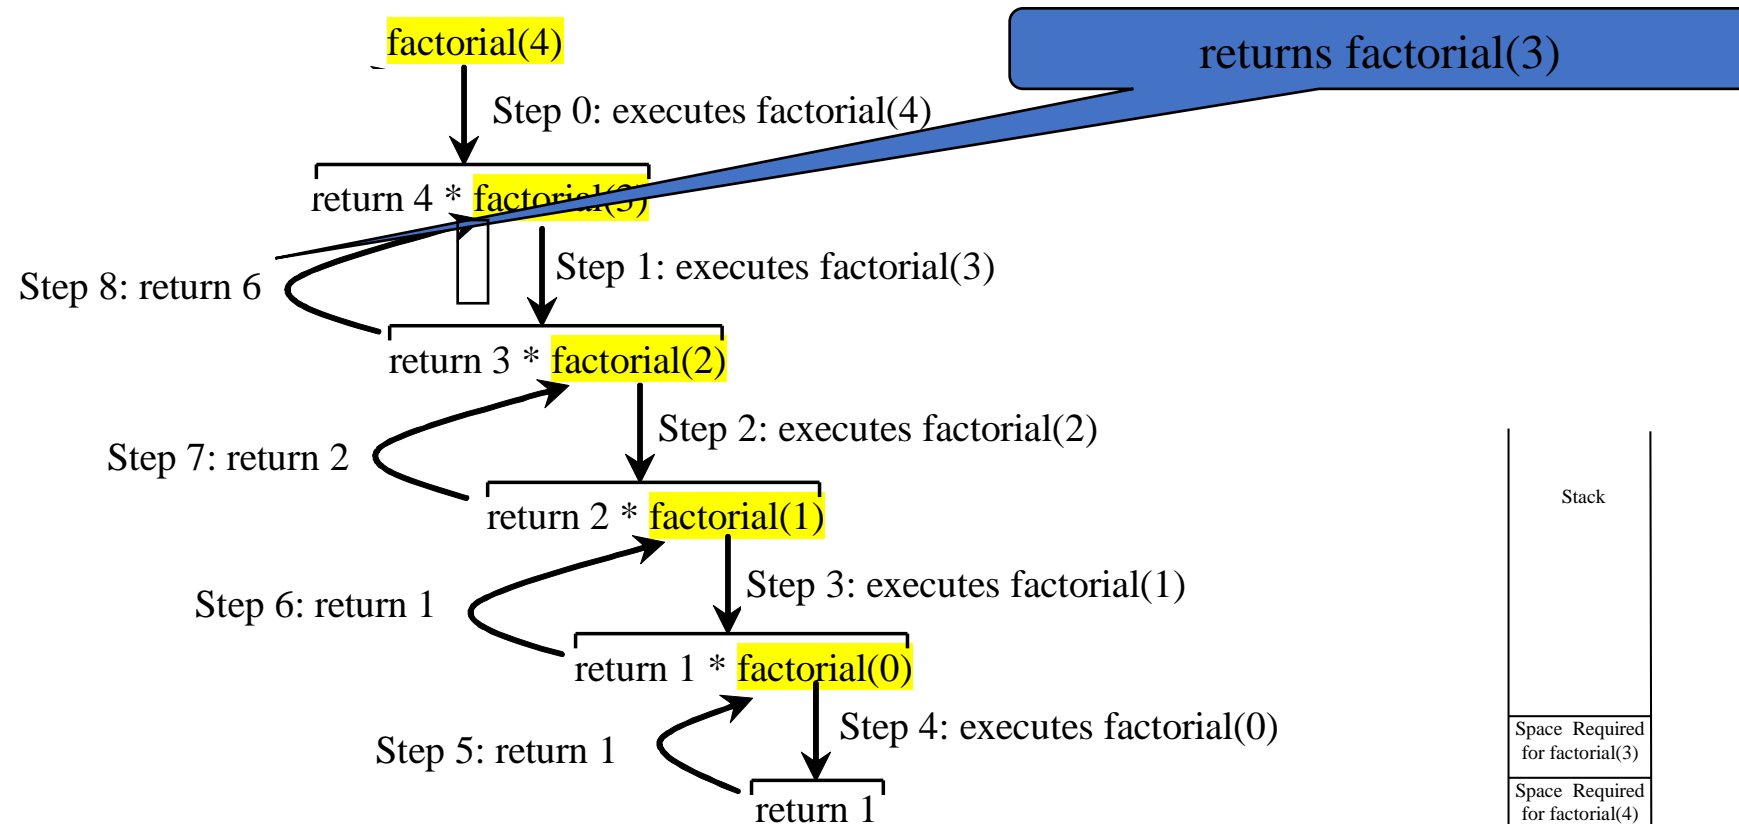 factorial(4)
returns factorial(3)
Step 0: executes factorial(4)
return 4 * factorial(3)
Step 1: executes factorial(3)
Step 8: return 6
return 3 * factorial(2)
Step 2: executes factorial(2)
Step 7: return 2
return 2 * factorial(1)
Stack
Step 3: executes factorial(1)
Step 6: return 1
return 1 * factorial(0)
Step 4: executes factorial(0)
Step 5: return 1
return 1
Space Required
for factorial(3)
Space Required
for factorial(4)